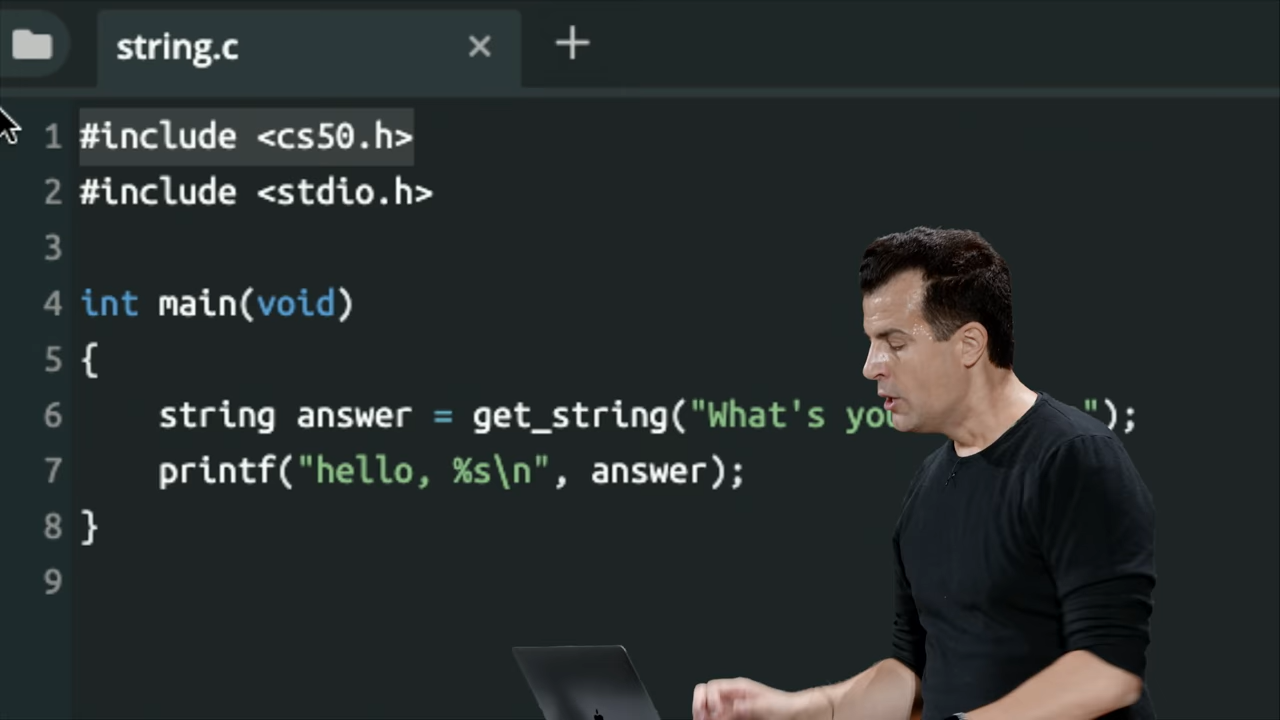 string.c
1 #include <cs50.h>
2 #include <stdio.h>
3
4 int main(void)
5 {
6 string answer = get_string("What's ");
7 printf("hello, %s\n", answer);
8 }
9